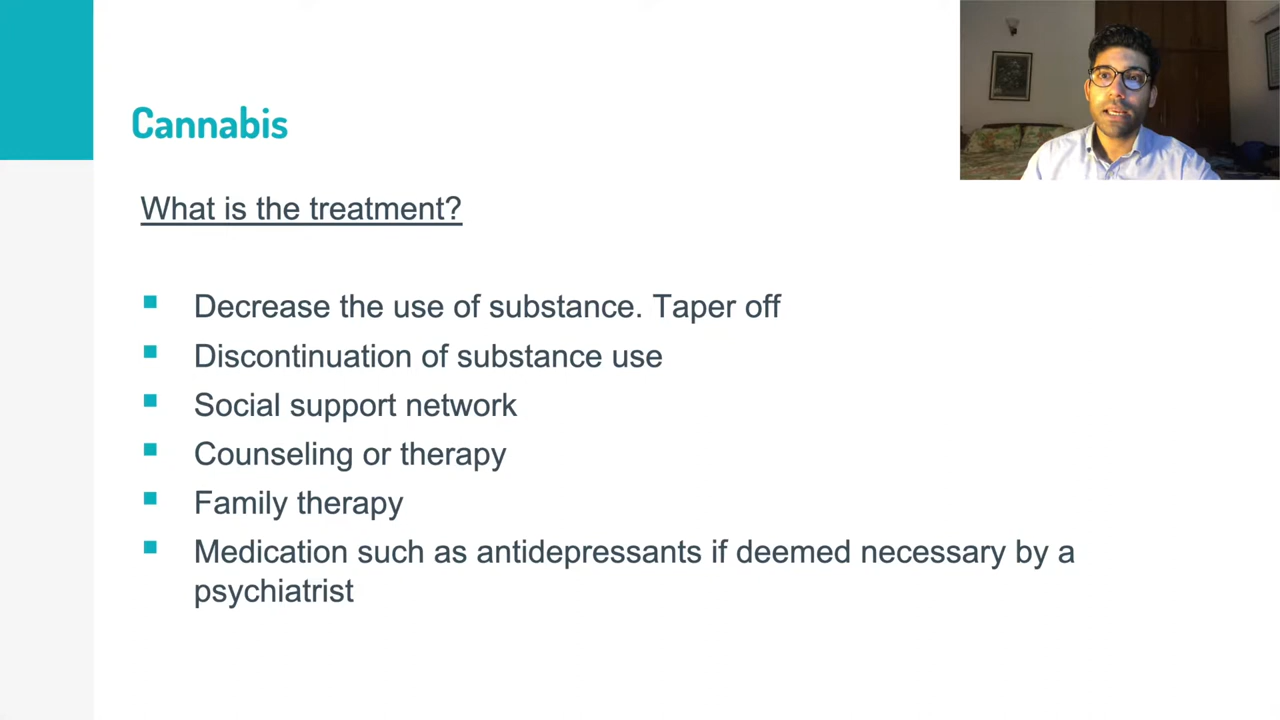 Cannabis
What is the treatment?
Decrease the use of substance. Taper off
Discontinuation of substance use
Social support network
Counseling or therapy
Family therapy
Medication such as antidepressants if deemed necessary by a
psychiatrist